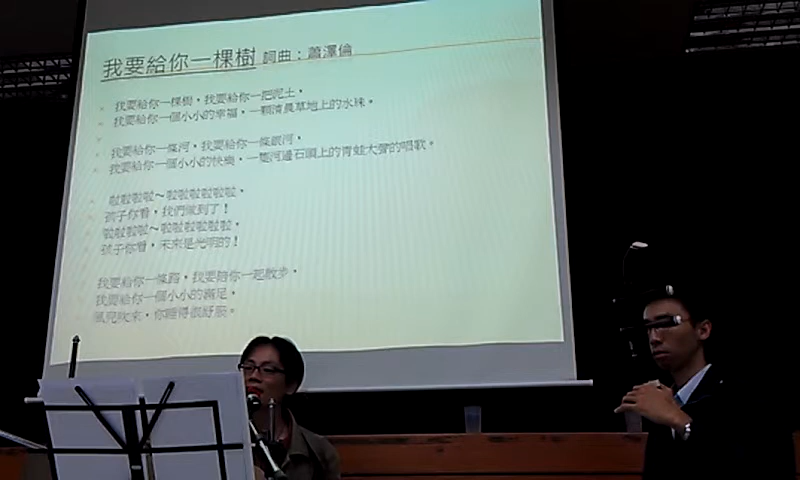 我要給你一棵樹 詞曲：蕭澤倫
我要給你一棵樹，我要給你一把泥土，
我要給你一個小小的幸福，一顆清晨草地上的水珠。
我要給你一條河，我要給你一條銀河，
我要給你一個小小的快樂，一隻河邊石頭上的青蛙大聲的唱歌。
啦啦啦啦～啦啦啦啦啦啦，
孩子你看，我們做到了！
啦啦啦啦～啦啦啦啦啦啦，
孩子你看，未來是光明的！
我要給你一條路，我要陪你一起散步，
我要給你一個小小的滿足，
風兒吹來，你睡得很舒服。